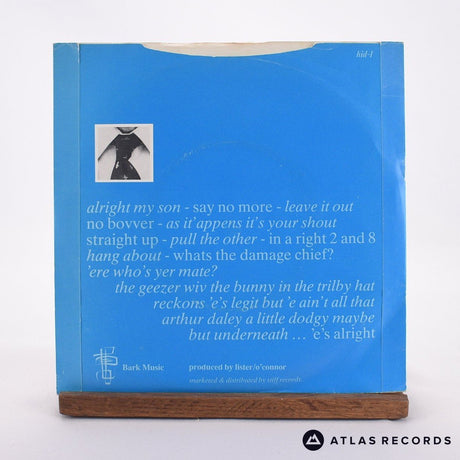 hid-1
alright my son - say no more - leave it out
no bovver - as it'appens it's your shout
straight up - pull the other - in a right 2 and 8
hang about - whats the damage chief?
'ere who's yer mate?
the geezer wiv the bunny in the trilby hat
reckons 'e's legit but 'e ain't all that
arthur daley a little dodgy maybe
but underneath ... 'e's alright
Bark Music
produced by lister/o'connor
marketed & distributed by stiff records
ATLAS RECORDS